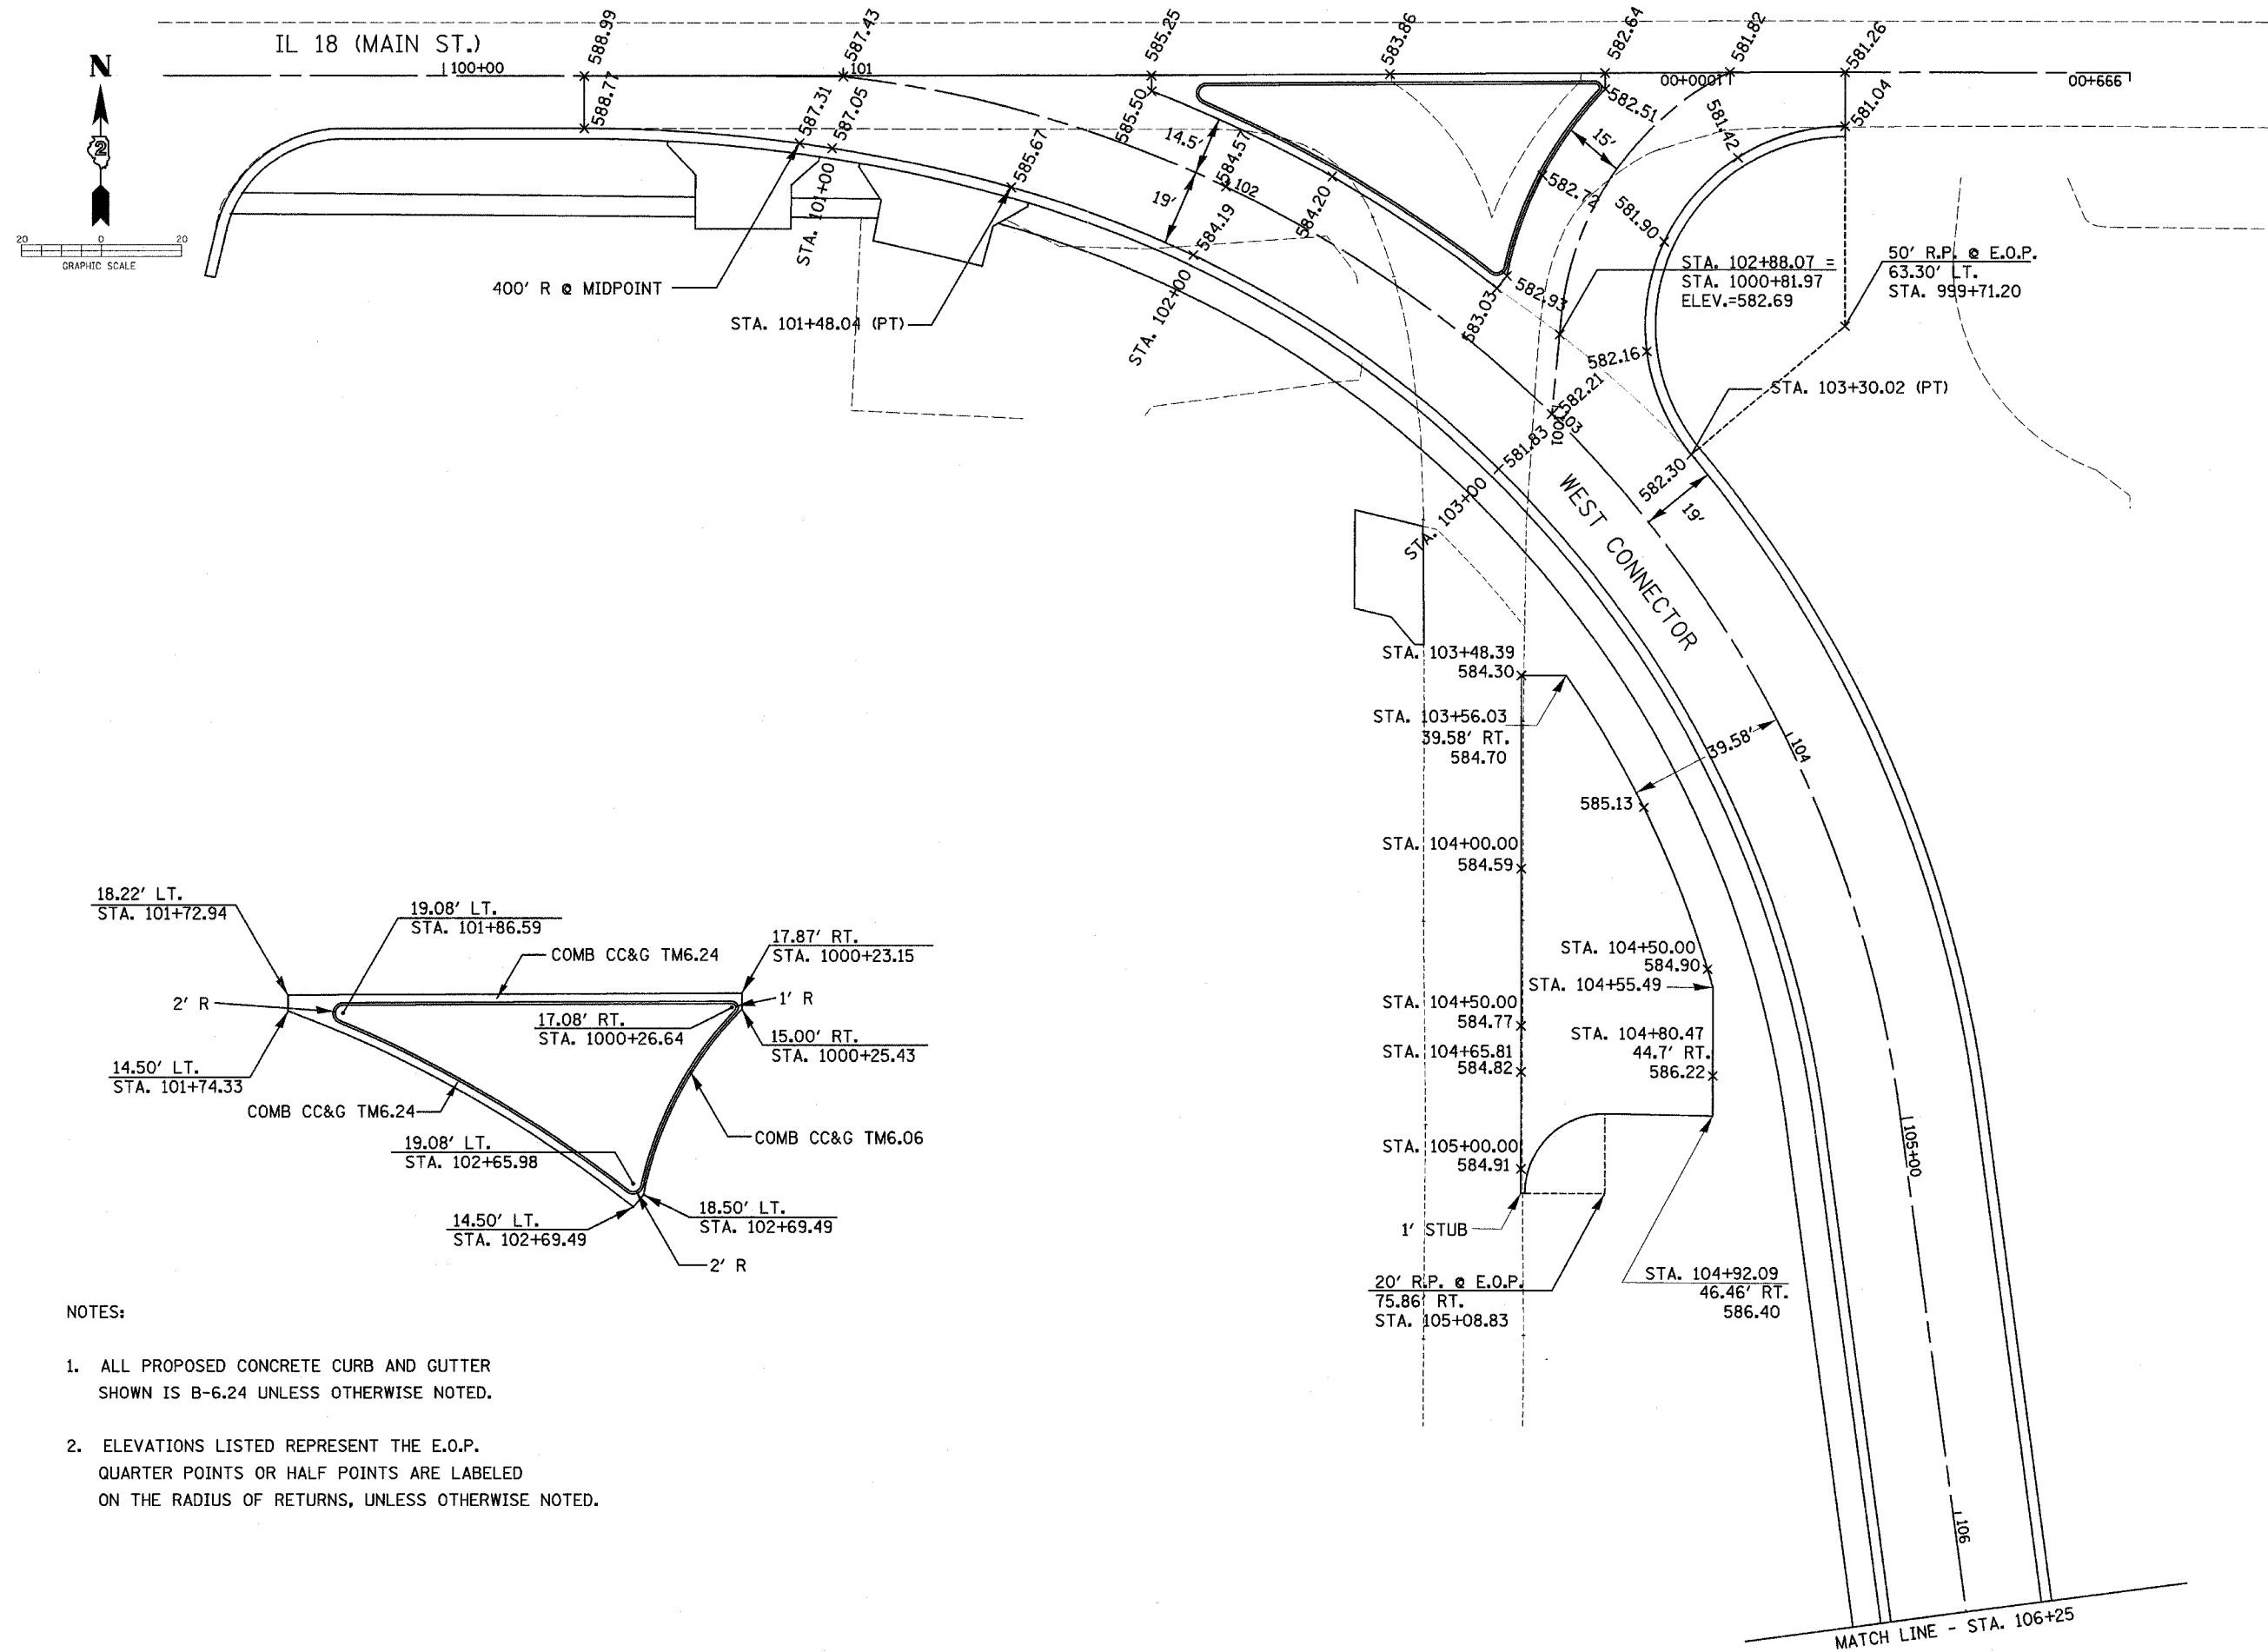 IL 18 (MAIN ST.)
N
2
20 0 20
GRAPHIC SCALE
100+00
588.99
588.77
587.43
101
587.31
587.05
STA. 101+00
585.67
585.25
585.50
14.5'
19'
584.57
102
584.19
584.20
STA. 102+00
583.86
582.64
582.51
15'
582.72
582.93
583.03
00+0001
581.82
581.26
581.04
581.42
581.90
00+666
400' R @ MIDPOINT
STA. 101+48.04 (PT)
STA. 102+88.07 =
STA. 1000+81.97
ELEV.=582.69
50' R.P. @ E.O.P.
63.30' LT.
STA. 999+71.20
582.16
STA. 103+30.02 (PT)
582.21
103
1001
581.83
STA. 103+00
582.30
19'
WEST CONNECTOR
STA. 103+48.39
584.30
STA. 103+56.03
39.58' RT.
584.70
39.58'
104
585.13
STA. 104+00.00
584.59
STA. 104+50.00
584.90
STA. 104+55.49
STA. 104+50.00
584.77
STA. 104+65.81
584.82
STA. 104+80.47
44.7' RT.
586.22
STA. 105+00.00
584.91
105+00
1' STUB
20' R.P. @ E.O.P.
75.86' RT.
STA. 105+08.83
STA. 104+92.09
46.46' RT.
586.40
106
MATCH LINE - STA. 106+25
18.22' LT.
STA. 101+72.94
19.08' LT.
STA. 101+86.59
COMB CC&G TM6.24
17.87' RT.
STA. 1000+23.15
2' R
1' R
17.08' RT.
STA. 1000+26.64
15.00' RT.
STA. 1000+25.43
14.50' LT.
STA. 101+74.33
COMB CC&G TM6.24
COMB CC&G TM6.06
19.08' LT.
STA. 102+65.98
18.50' LT.
STA. 102+69.49
14.50' LT.
STA. 102+69.49
2' R
NOTES:
1. ALL PROPOSED CONCRETE CURB AND GUTTER
SHOWN IS B-6.24 UNLESS OTHERWISE NOTED.
2. ELEVATIONS LISTED REPRESENT THE E.O.P.
QUARTER POINTS OR HALF POINTS ARE LABELED
ON THE RADIUS OF RETURNS, UNLESS OTHERWISE NOTED.